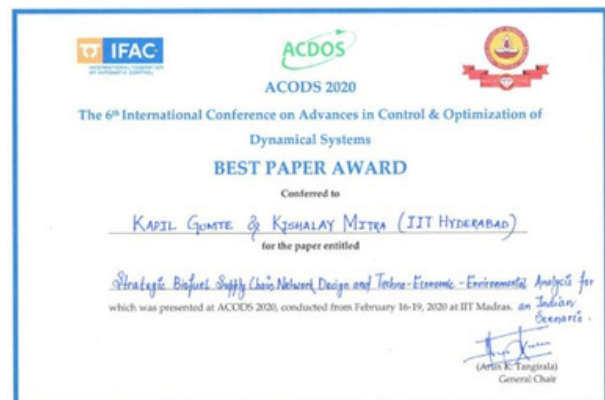 IFAC
INTERNATIONAL FEDERATION
OF AUTOMATIC CONTROL
ACDOS
ACODS 2020
The 6th International Conference on Advances in Control & Optimization of
Dynamical Systems
BEST PAPER AWARD
Conferred to
KAPIL GUMTE & KISHALAY MITRA (IIT HYDERABAD)
for the paper entitled
Strategic Biofuel Supply Chain Network Design and Techno-Economic-Environmental Analysis for
which was presented at ACODS 2020, conducted from February 16-19, 2020 at IIT Madras. an Indian
Scenario.
(Arun K. Tangirala)
General Chair